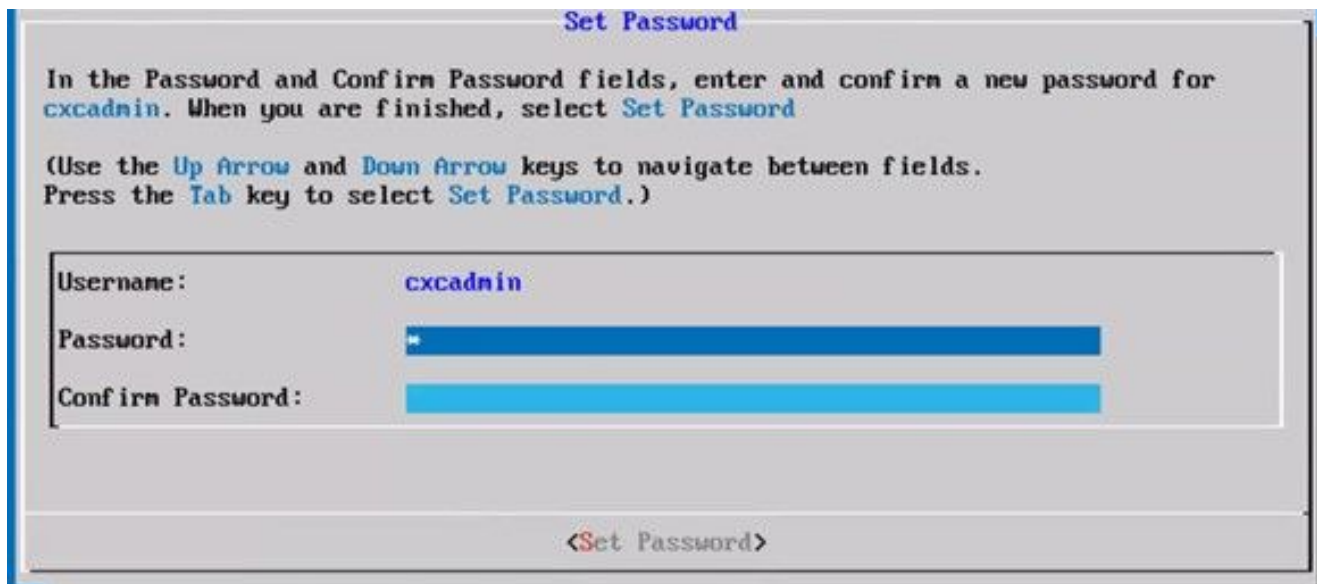 Set Password
In the Password and Confirm Password fields, enter and confirm a new password for
cxcadmin. When you are finished, select Set Password
(Use the Up Arrow and Down Arrow keys to navigate between fields.
Press the Tab key to select Set Password.)
Username: cxcadmin
Password: *
Confirm Password:
<Set Password>